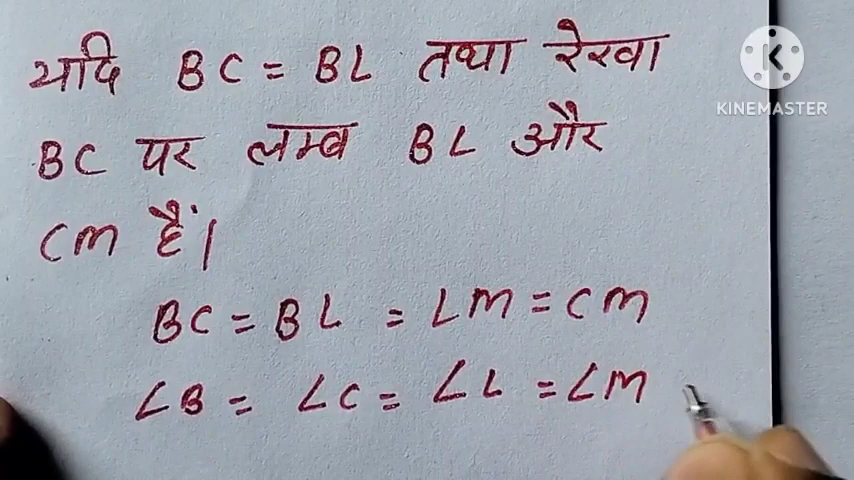 यदि BC = BL तथा रेखा
BC पर लम्ब BL और
CM हैं।
BC = BL = LM = CM
∠B = ∠C = ∠L = ∠M
KINEMASTER